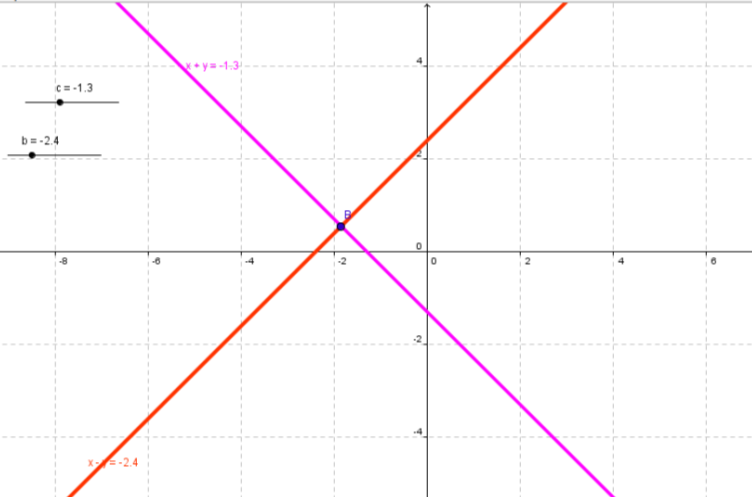 4
x + y = -1.3
c = -1.3
b = -2.4
2
B
0
-8
-6
-4
-2
0
2
4
6
-2
-4
x - y = -2.4